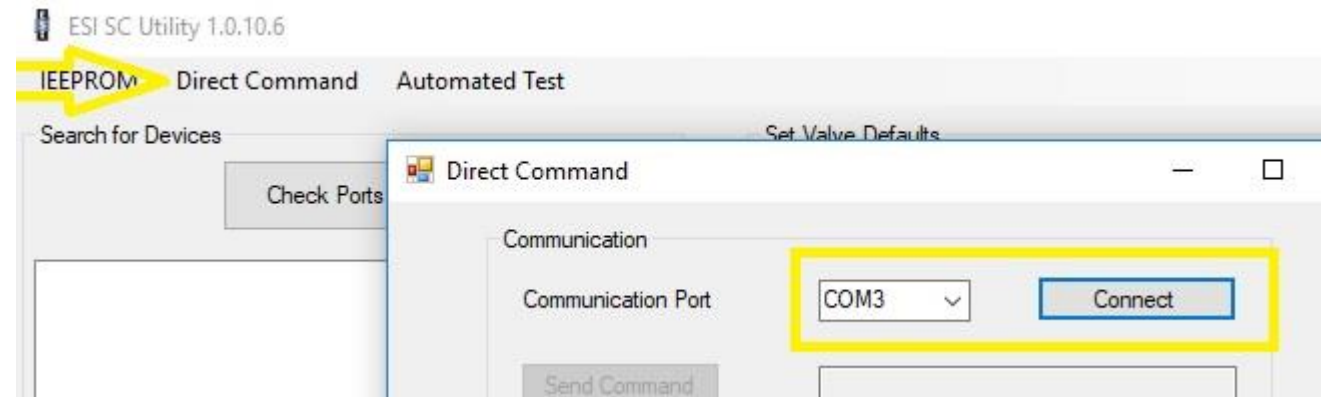 ESI SC Utility 1.0.10.6
IEEPROM Direct Command Automated Test
Search for Devices
Set Valve Defaults
Check Ports
Direct Command
Communication
Communication Port COM3 Connect
Send Command